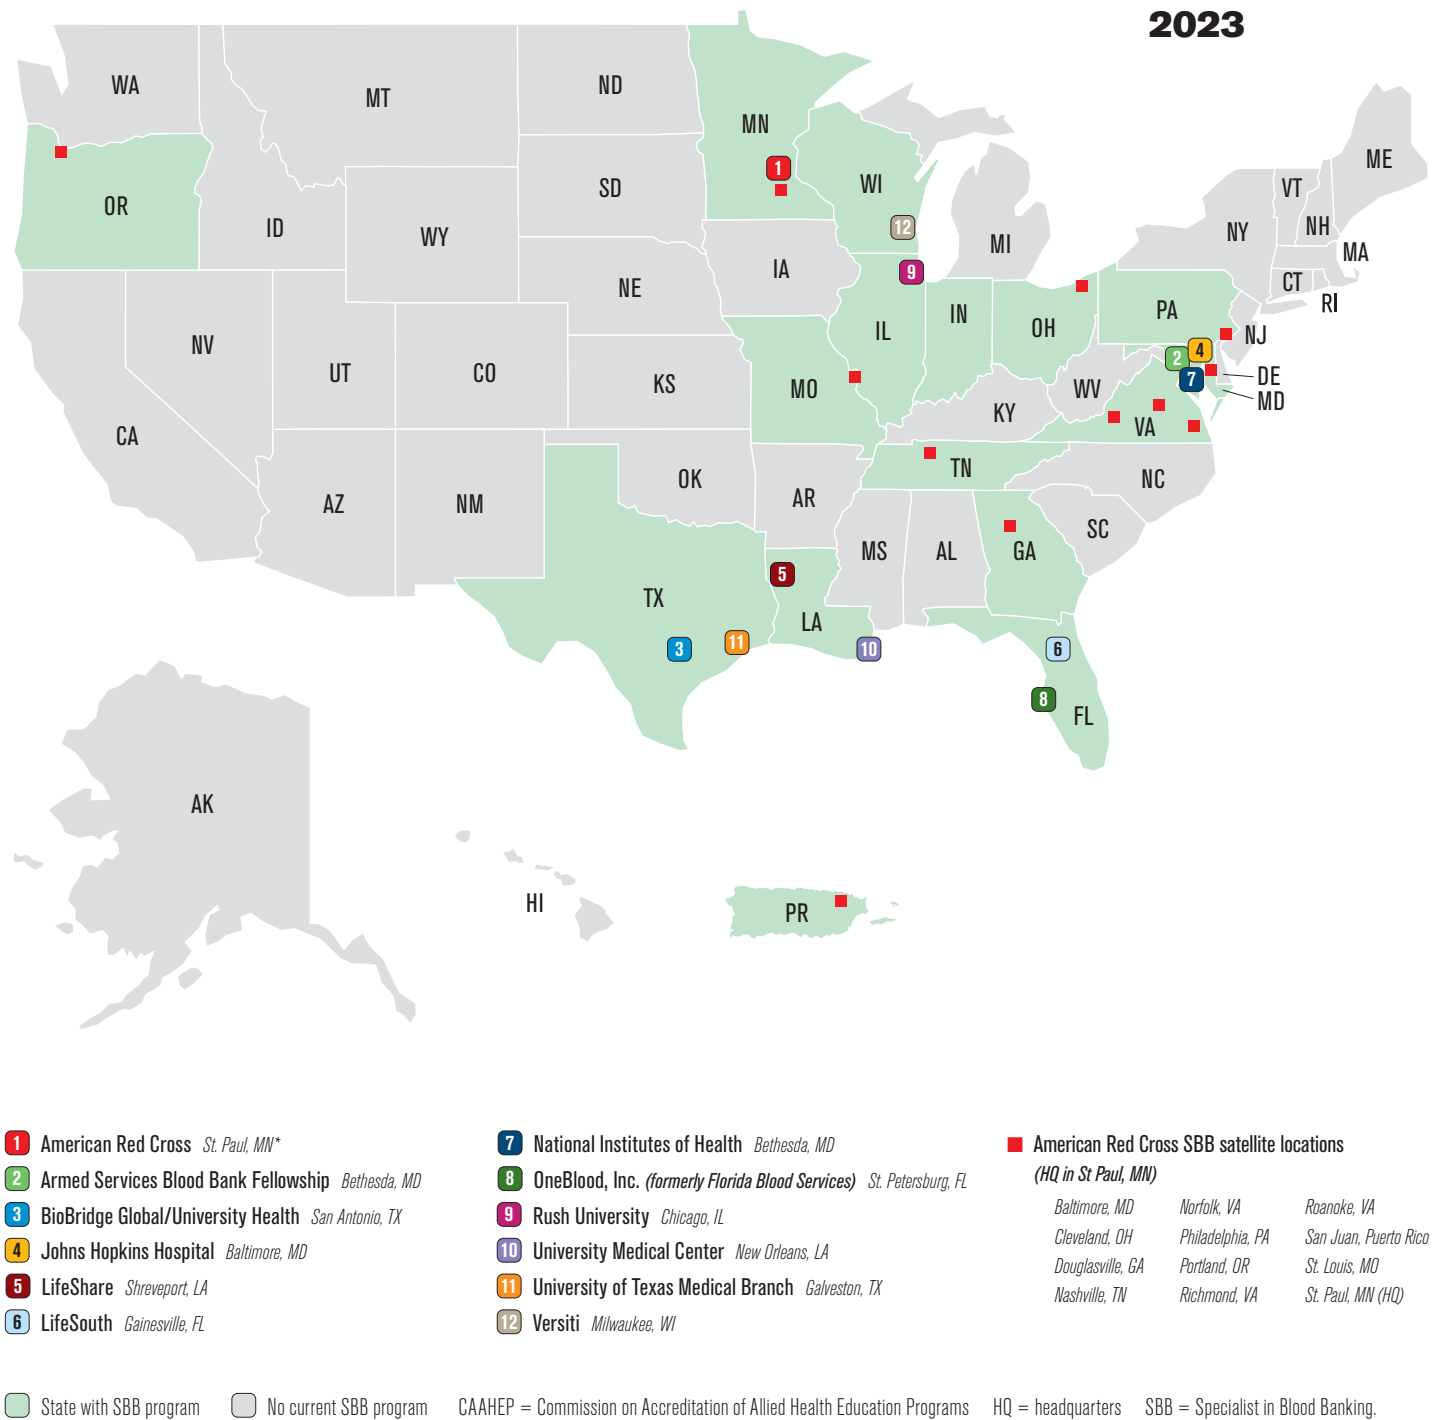 2023
WA
MT
ND
MN
ME
OR
ID
SD
WI
VT
NH
WY
MI
NY
MA
NE
IA
CT
RI
NV
UT
CO
KS
MO
IL
IN
OH
PA
NJ
CA
KY
WV
VA
DE
MD
AZ
NM
OK
AR
TN
NC
SC
TX
LA
MS
AL
GA
FL
AK
HI
PR
1
12
9
2
4
7
5
3
11
10
6
8
1 American Red Cross St. Paul, MN*
2 Armed Services Blood Bank Fellowship Bethesda, MD
3 BioBridge Global/University Health San Antonio, TX
4 Johns Hopkins Hospital Baltimore, MD
5 LifeShare Shreveport, LA
6 LifeSouth Gainesville, FL
7 National Institutes of Health Bethesda, MD
8 OneBlood, Inc. (formerly Florida Blood Services) St. Petersburg, FL
9 Rush University Chicago, IL
10 University Medical Center New Orleans, LA
11 University of Texas Medical Branch Galveston, TX
12 Versiti Milwaukee, WI
American Red Cross SBB satellite locations
(HQ in St Paul, MN)
Baltimore, MD Norfolk, VA Roanoke, VA
Cleveland, OH Philadelphia, PA San Juan, Puerto Rico
Douglasville, GA Portland, OR St. Louis, MO
Nashville, TN Richmond, VA St. Paul, MN (HQ)
State with SBB program No current SBB program CAAHEP = Commission on Accreditation of Allied Health Education Programs HQ = headquarters SBB = Specialist in Blood Banking.